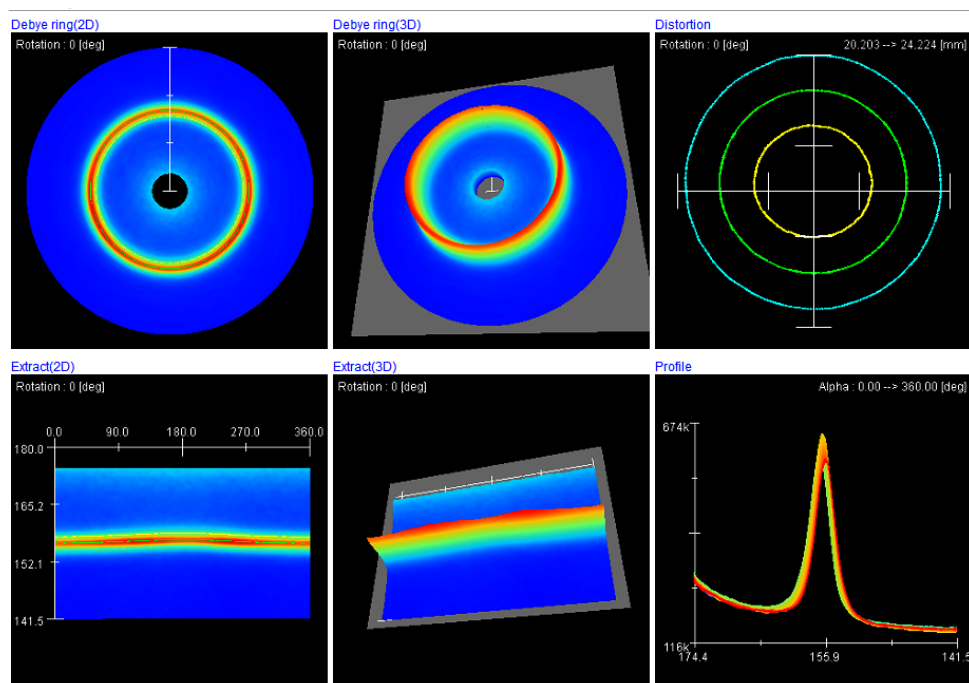 Debye ring(2D)
Rotation : 0 [deg]
Debye ring(3D)
Rotation : 0 [deg]
Distortion
Rotation : 0 [deg]
20.203 --> 24.224 [mm]
Extract(2D)
Rotation : 0 [deg]
0.0 90.0 180.0 270.0 360.0
180.0
165.2
152.1
141.5
Extract(3D)
Rotation : 0 [deg]
Profile
Alpha : 0.00 --> 360.00 [deg]
674k
116k
174.4 155.9 141.5